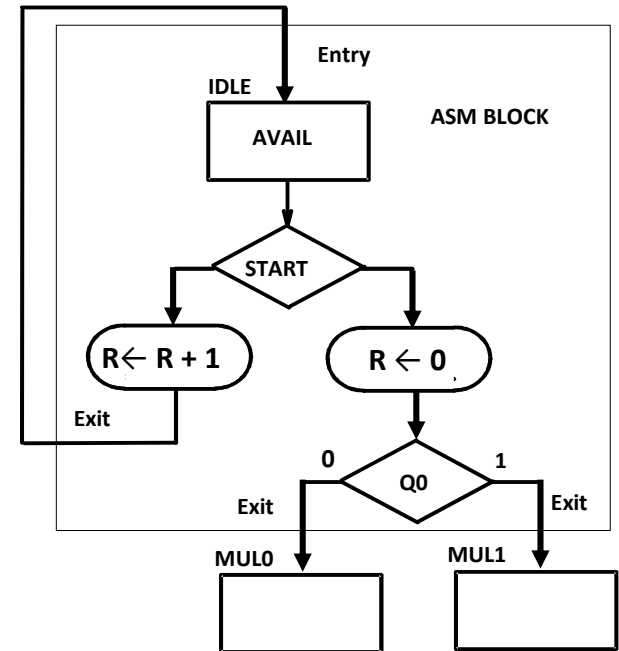 Entry
IDLE
ASM BLOCK
AVAIL
START
R← R + 1
R ← 0
Exit
0
1
Q0
Exit
Exit
MUL0
MUL1